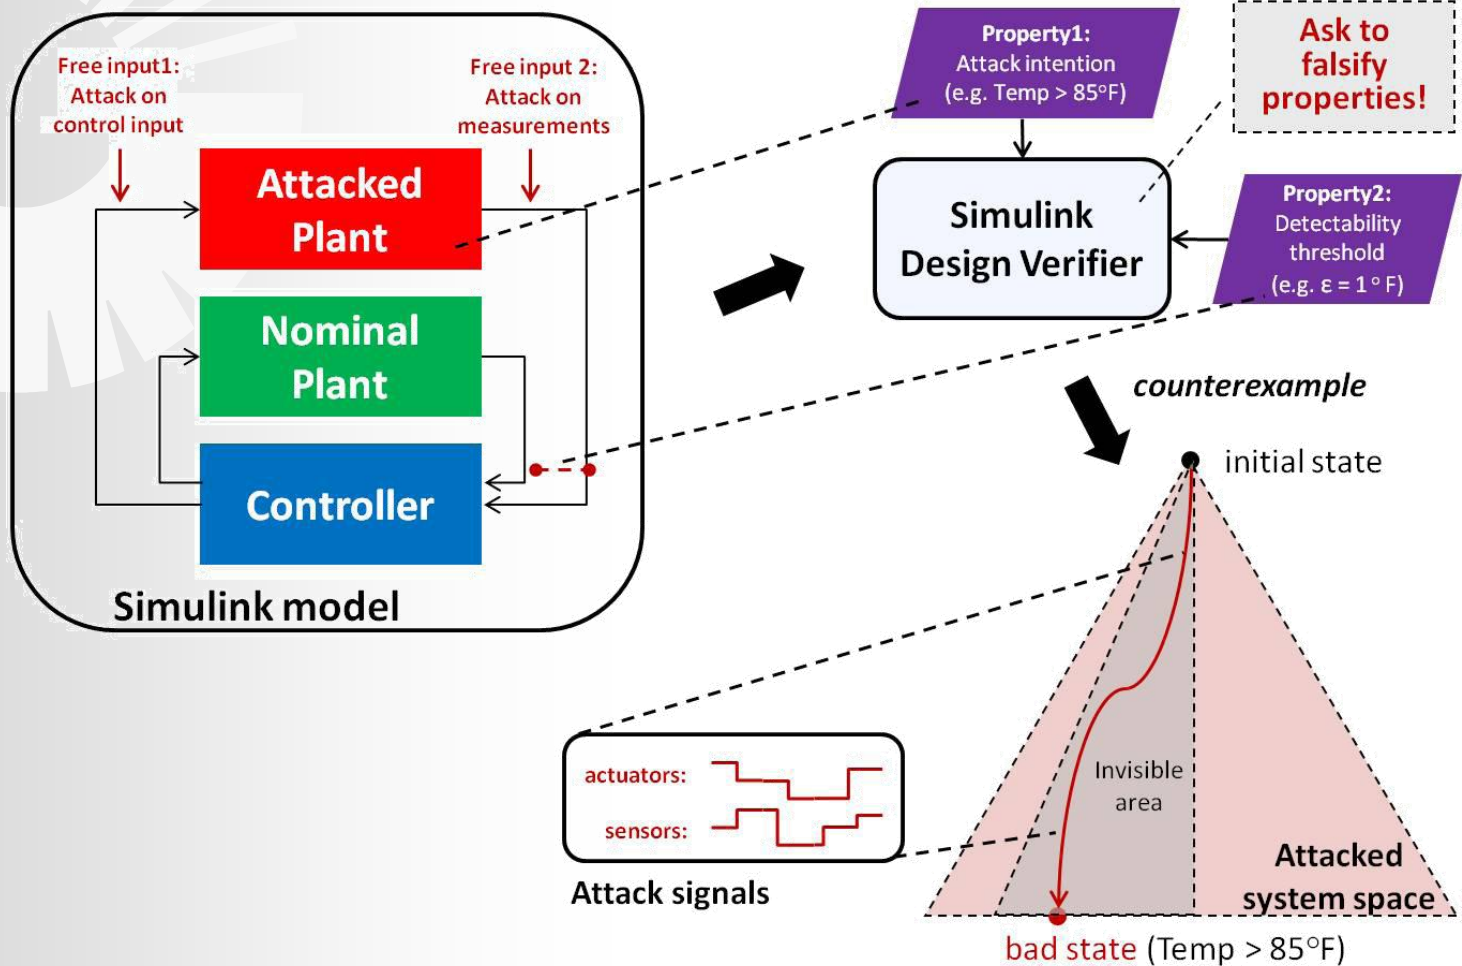 Free input1:
Attack on
control input
Free input 2:
Attack on
measurements
Attacked
Plant
Nominal
Plant
Controller
Simulink model
Property1:
Attack intention
(e.g. Temp > 85°F)
Ask to
falsify
properties!
Simulink
Design Verifier
Property2:
Detectability
threshold
(e.g. ε = 1° F)
counterexample
initial state
Invisible
area
Attacked
system space
bad state (Temp > 85°F)
actuators:
sensors:
Attack signals